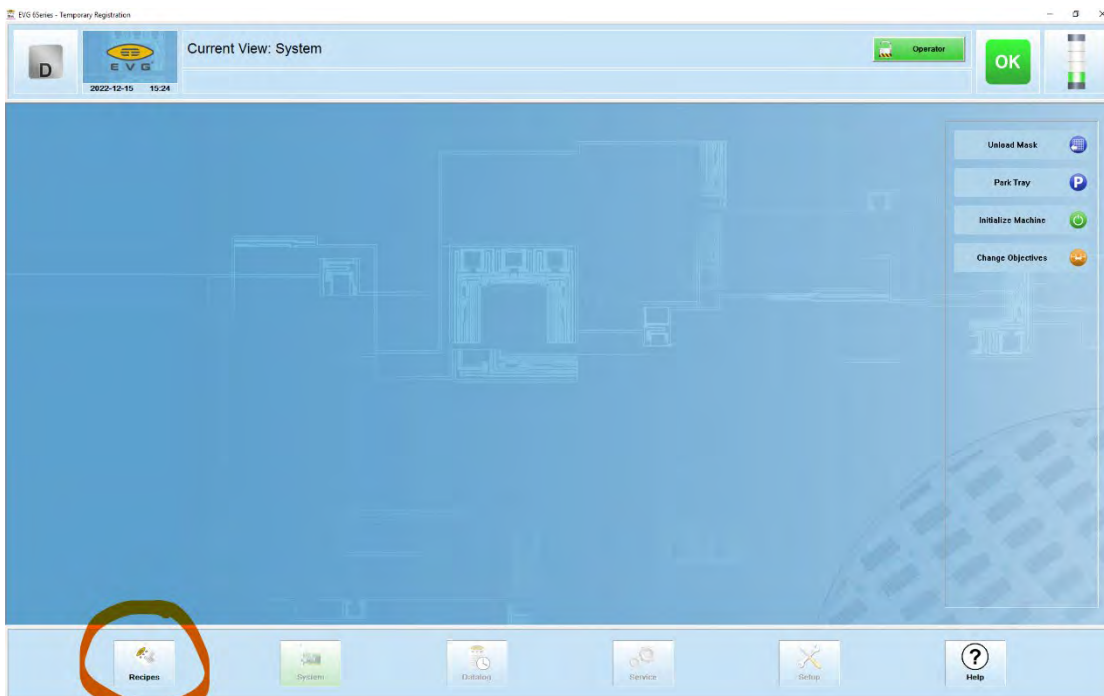 EVG 6Series - Temporary Registration
D
EVG
2022-12-15 15:24
Current View: System
Operator
OK
Unload Mask
Park Tray
P
Initialize Machine
Change Objectives
Recipes
System
Datalog
Service
Setup
?
Help